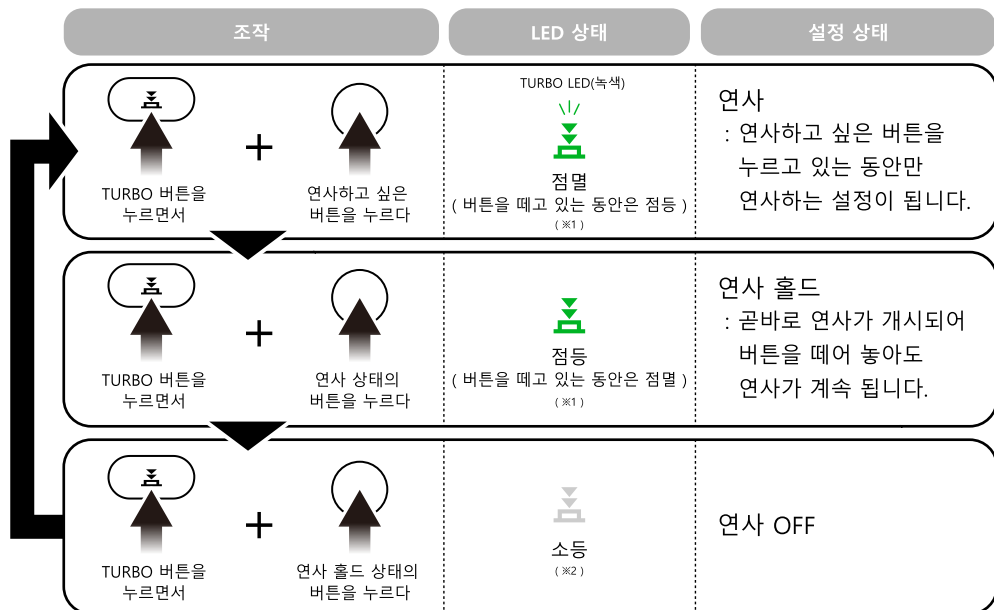 조작
LED 상태
설정 상태
TURBO 버튼을
누르면서
+
연사하고 싶은
버튼을 누르다
TURBO LED(녹색)
점멸
( 버튼을 떼고 있는 동안은 점등 )
( ※1 )
연사
: 연사하고 싶은 버튼을
누르고 있는 동안만
연사하는 설정이 됩니다.
TURBO 버튼을
누르면서
+
연사 상태의
버튼을 누르다
점등
( 버튼을 떼고 있는 동안은 점멸 )
( ※1 )
연사 홀드
: 곧바로 연사가 개시되어
버튼을 떼어 놓아도
연사가 계속 됩니다.
TURBO 버튼을
누르면서
+
연사 홀드 상태의
버튼을 누르다
소등
( ※2 )
연사 OFF